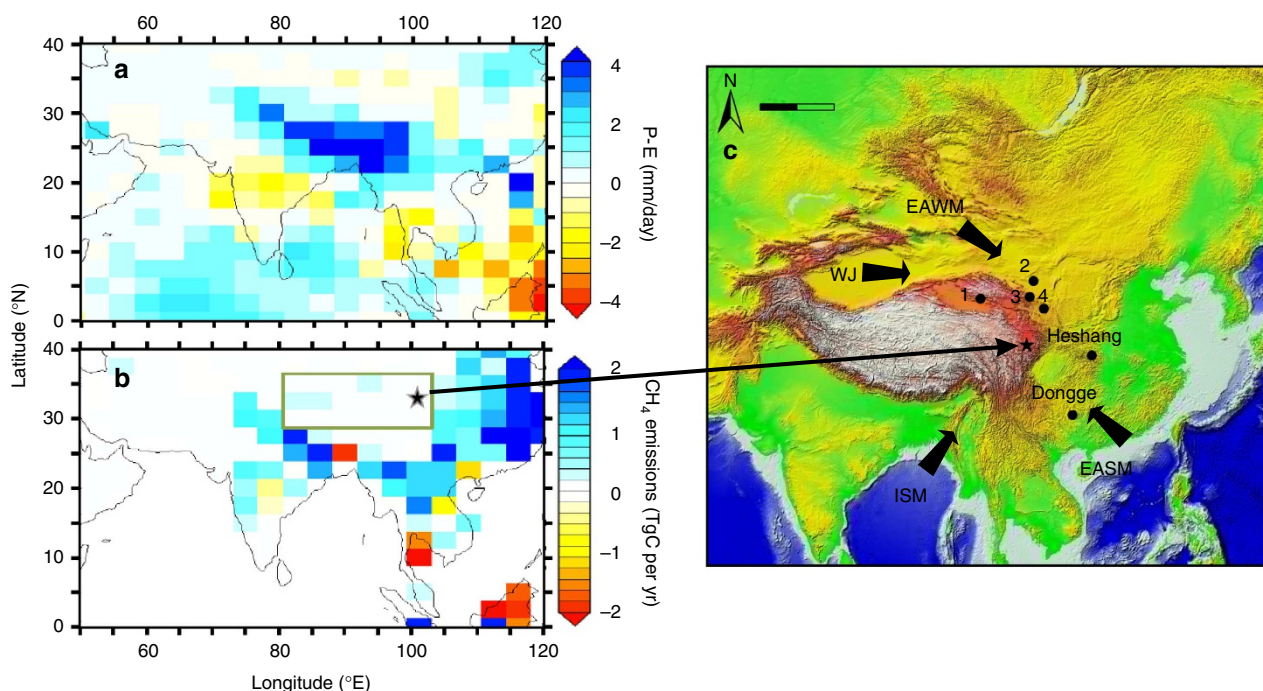 60 80 100 120
40
30
20
10
0
a
4
2
0
−2
−4
P-E (mm/day)
Latitude (°N)
40
30
20
10
0
b
2
1
0
−1
−2
CH4 emissions (TgC per yr)
60 80 100 120
Longitude (°E)
N
c
EAWM
WJ
2
1
3
4
Heshang
Dongge
EASM
ISM